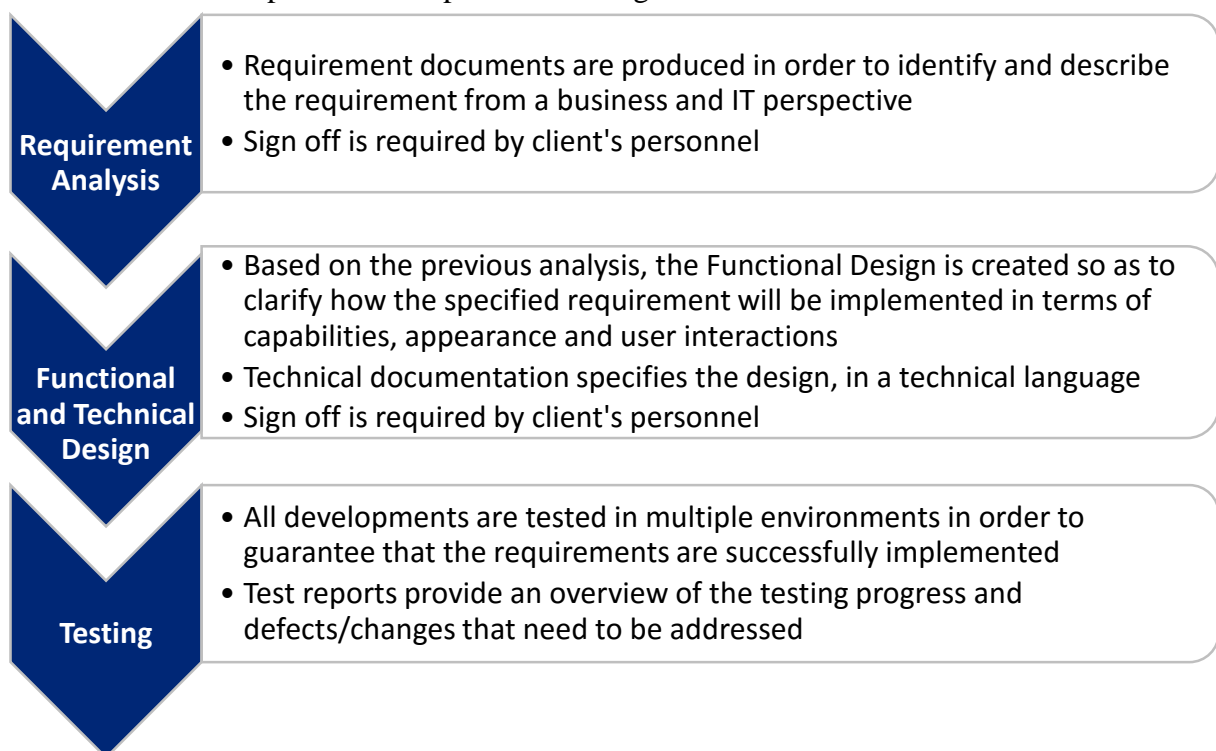 Requirement
Analysis
• Requirement documents are produced in order to identify and describe
the requirement from a business and IT perspective
• Sign off is required by client's personnel
Functional
and Technical
Design
• Based on the previous analysis, the Functional Design is created so as to
clarify how the specified requirement will be implemented in terms of
capabilities, appearance and user interactions
• Technical documentation specifies the design, in a technical language
• Sign off is required by client's personnel
Testing
• All developments are tested in multiple environments in order to
guarantee that the requirements are successfully implemented
• Test reports provide an overview of the testing progress and
defects/changes that need to be addressed